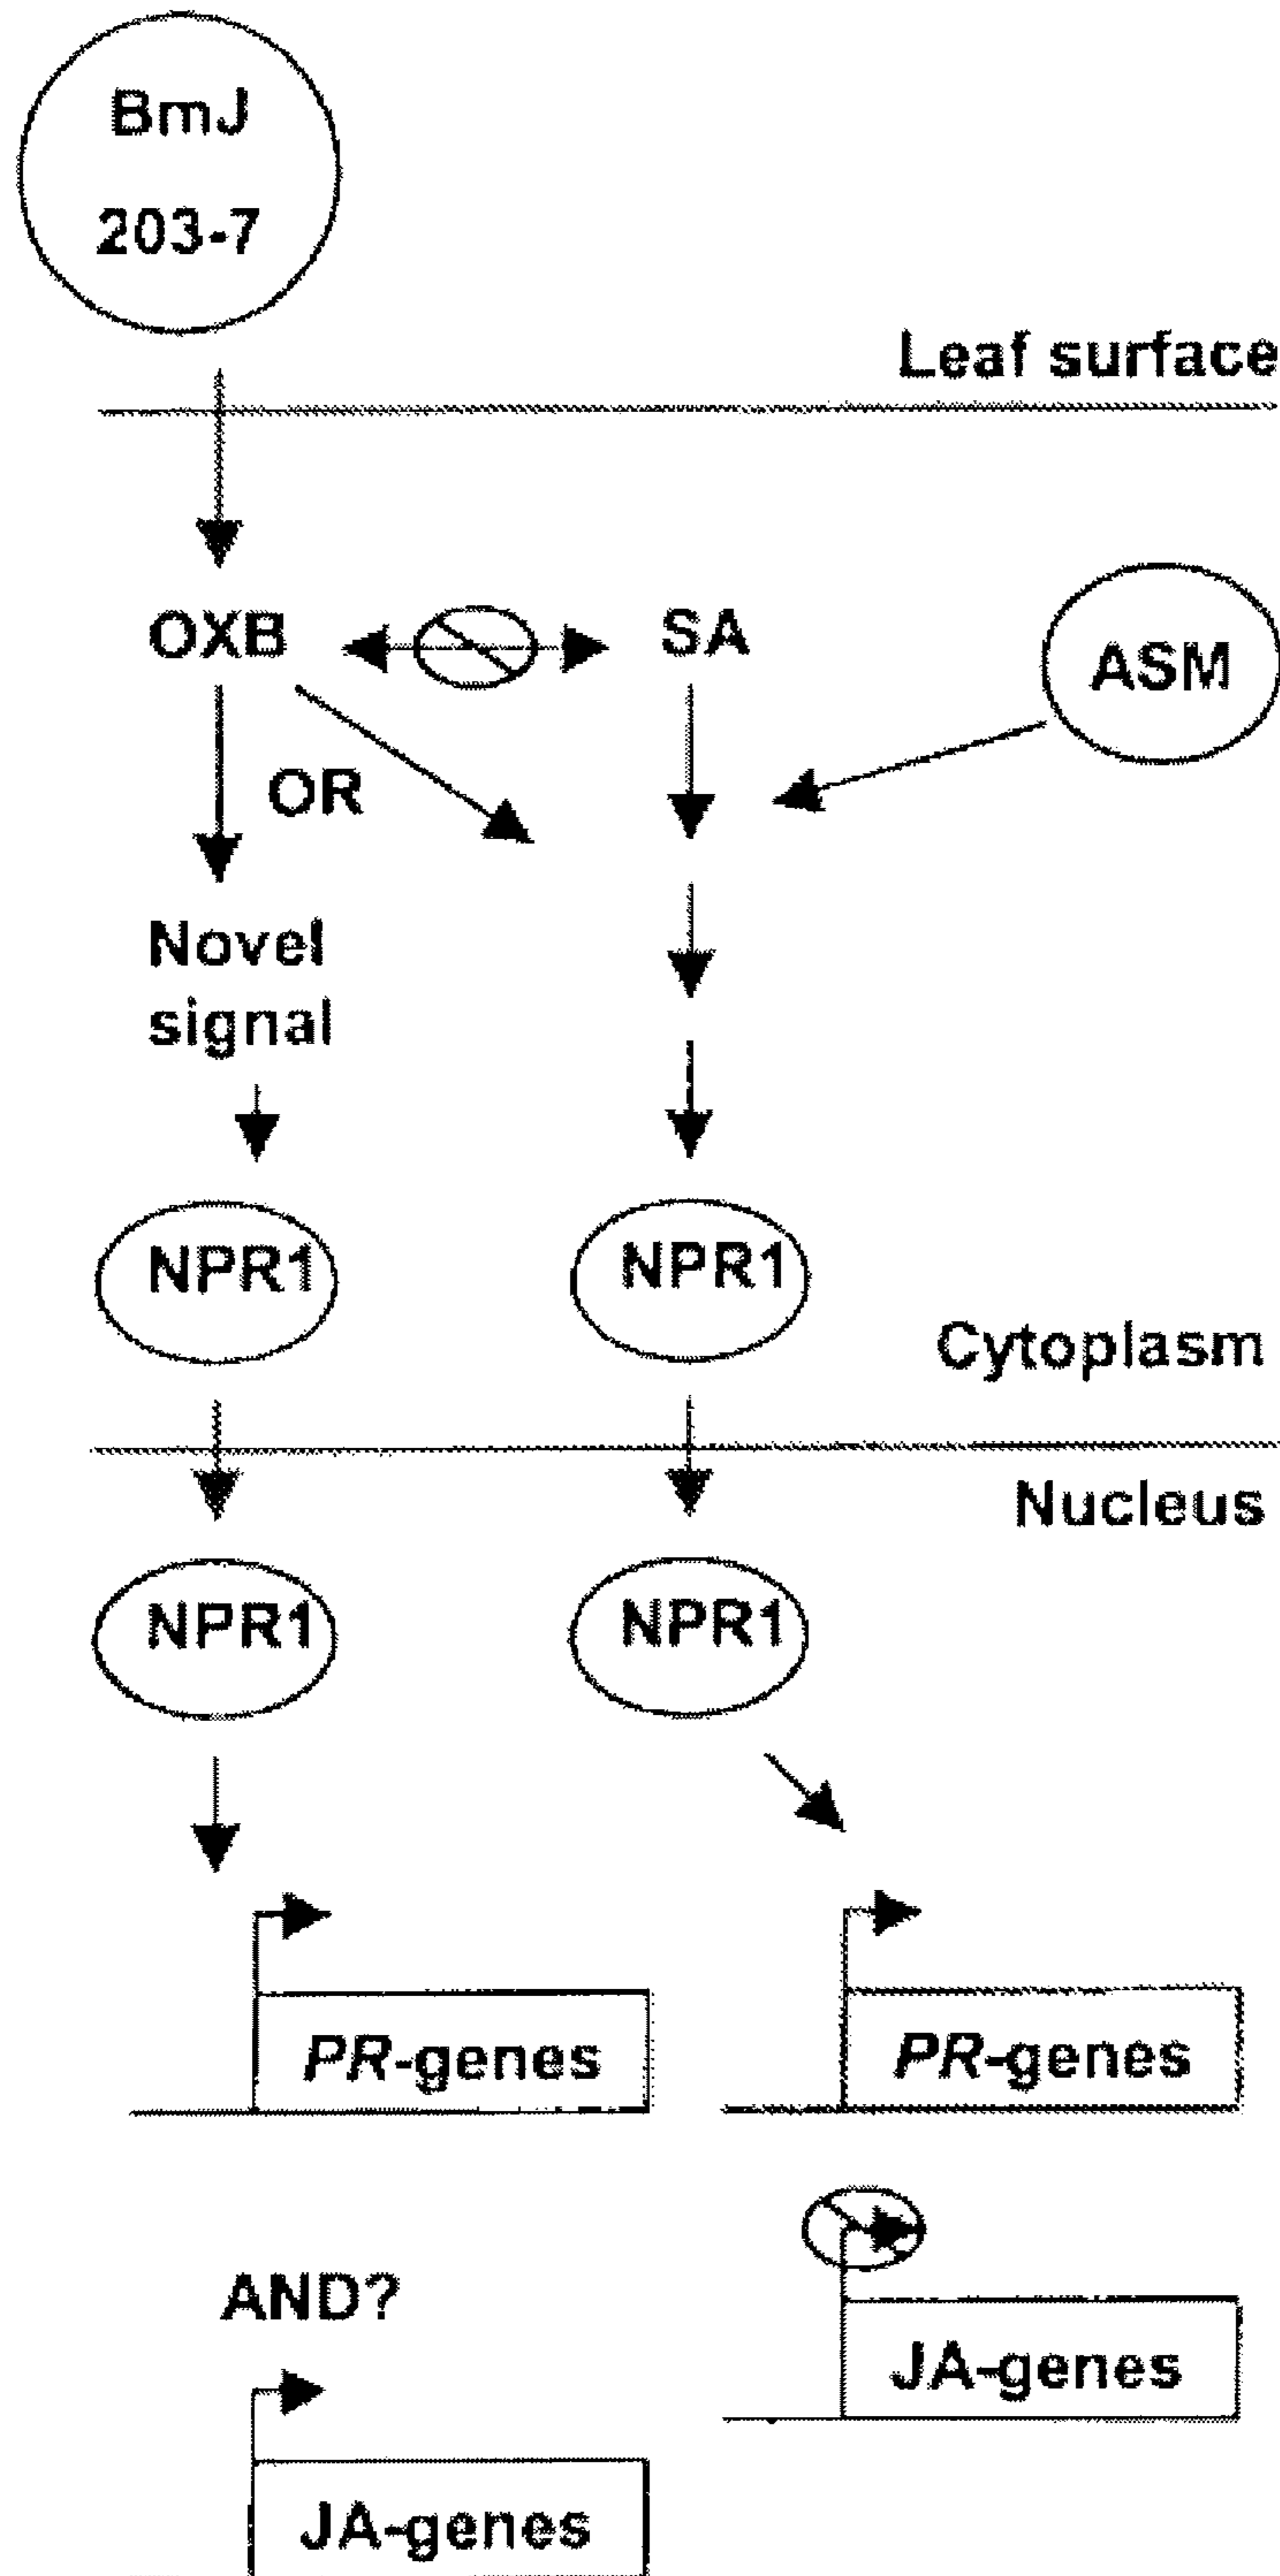 BmJ
203-7
Leaf surface
OXB
SA
ASM
OR
Novel
signal
NPR1
NPR1
Cytoplasm
Nucleus
NPR1
NPR1
PR-genes
PR-genes
AND?
JA-genes
JA-genes